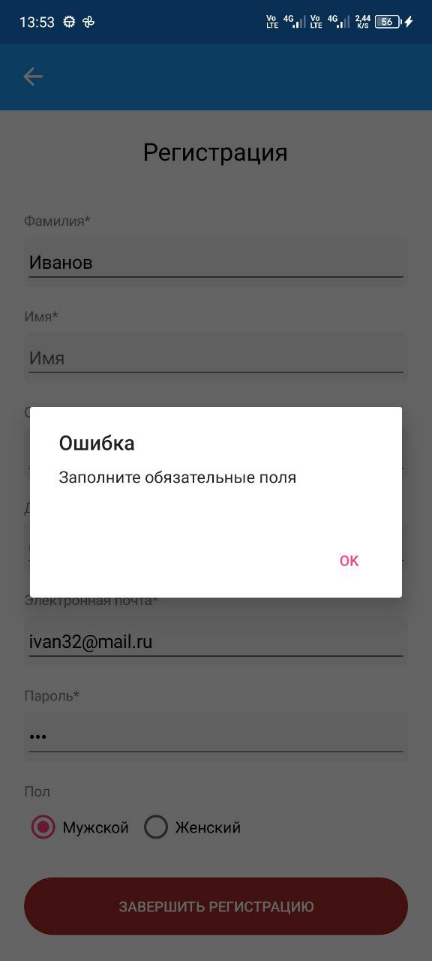 13:53 Vo LTE 4G Vo LTE 4G 2,44 K/S 56
Регистрация
Фамилия*
Иванов
Имя*
Имя
Ошибка
Заполните обязательные поля
OK
Электронная почта*
ivan32@mail.ru
Пароль*
•••
Пол
Мужской Женский
ЗАВЕРШИТЬ РЕГИСТРАЦИЮ